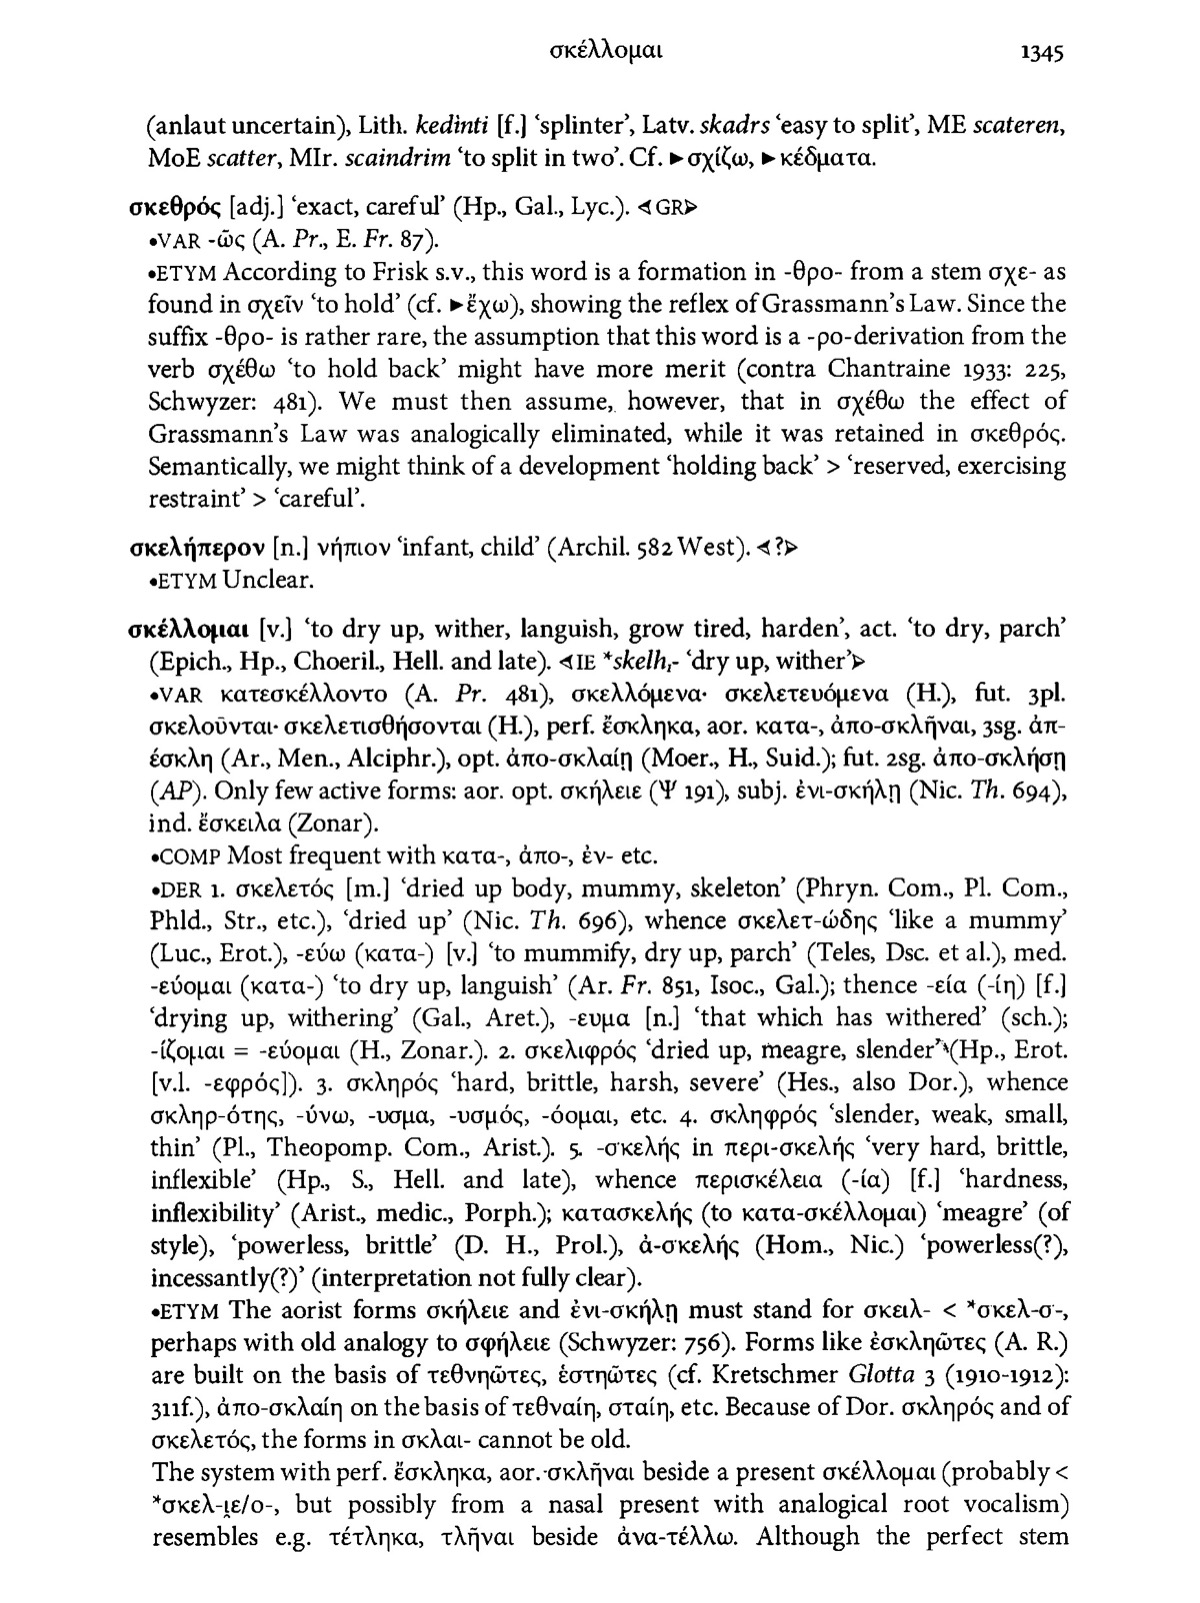 σκέλλομαι 1345
(anlaut uncertain), Lith. kedinti [f.] ‘splinter’, Latv. skadrs ‘easy to split’, ME scateren,
MoE scatter, MIr. scaindrim ‘to split in two’. Cf. ►σχίζω, ►κέδματα.
σκεθρός [adj.] ‘exact, careful’ (Hp., Gal., Lyc.). ⊲GR⊳
•VAR -ῶς (A. Pr., E. Fr. 87).
•ETYM According to Frisk s.v., this word is a formation in -θρο- from a stem σχε- as
found in σχεῖν ‘to hold’ (cf. ►ἔχω), showing the reflex of Grassmann’s Law. Since the
suffix -θρο- is rather rare, the assumption that this word is a -ρο-derivation from the
verb σχέθω ‘to hold back’ might have more merit (contra Chantraine 1933: 225,
Schwyzer: 481). We must then assume, however, that in σχέθω the effect of
Grassmann’s Law was analogically eliminated, while it was retained in σκεθρός.
Semantically, we might think of a development ‘holding back’ > ‘reserved, exercising
restraint’ > ‘careful’.
σκελήπερον [n.] νήπιον ‘infant, child’ (Archil. 582 West). ⊲?⊳
•ETYM Unclear.
σκέλλομαι [v.] ‘to dry up, wither, languish, grow tired, harden’, act. ‘to dry, parch’
(Epich., Hp., Choeril., Hell. and late). ⊲IE *skelh₁- ‘dry up, wither’⊳
•VAR κατεσκέλλοντο (A. Pr. 481), σκελλόμενα· σκελετευόμενα (H.), fut. 3pl.
σκελοῦνται· σκελετισθήσονται (H.), perf. ἔσκληκα, aor. κατα-, ἀπο-σκλῆναι, 3sg. ἀπ-
έσκλη (Ar., Men., Alciphr.), opt. ἀπο-σκλαίη (Moer., H., Suid.); fut. 2sg. ἀπο-σκλήσῃ
(AP). Only few active forms: aor. opt. σκήλειε (Ψ 191), subj. ἐνι-σκήλῃ (Nic. Th. 694),
ind. ἔσκειλα (Zonar).
•COMP Most frequent with κατα-, ἀπο-, ἐν- etc.
•DER 1. σκελετός [m.] ‘dried up body, mummy, skeleton’ (Phryn. Com., Pl. Com.,
Phld., Str., etc.), ‘dried up’ (Nic. Th. 696), whence σκελετ-ώδης ‘like a mummy’
(Luc., Erot.), -εύω (κατα-) [v.] ‘to mummify, dry up, parch’ (Teles, Dsc. et al.), med.
-εύομαι (κατα-) ‘to dry up, languish’ (Ar. Fr. 851, Isoc., Gal.); thence -εία (-ίη) [f.]
‘drying up, withering’ (Gal., Aret.), -ευμα [n.] ‘that which has withered’ (sch.);
-ίζομαι = -εύομαι (H., Zonar.). 2. σκελιφρός ‘dried up, meagre, slender’ (Hp., Erot.
[v.l. -εφρός]). 3. σκληρός ‘hard, brittle, harsh, severe’ (Hes., also Dor.), whence
σκληρ-ότης, -ύνω, -υσμα, -υσμός, -όομαι, etc. 4. σκληφρός ‘slender, weak, small,
thin’ (Pl., Theopomp. Com., Arist.). 5. -σκελής in περι-σκελής ‘very hard, brittle,
inflexible’ (Hp., S., Hell. and late), whence περισκέλεια (-ία) [f.] ‘hardness,
inflexibility’ (Arist., medic., Porph.); κατασκελής (to κατα-σκέλλομαι) ‘meagre’ (of
style), ‘powerless, brittle’ (D. H., Prol.), ἀ-σκελής (Hom., Nic.) ‘powerless(?),
incessantly(?)’ (interpretation not fully clear).
•ETYM The aorist forms σκήλειε and ἐνι-σκήλῃ must stand for σκειλ- < *σκελ-σ-,
perhaps with old analogy to σφήλειε (Schwyzer: 756). Forms like ἐσκληῶτες (A. R.)
are built on the basis of τεθνηῶτες, ἑστηῶτες (cf. Kretschmer Glotta 3 (1910-1912):
311f.), ἀπο-σκλαίη on the basis of τεθναίη, σταίη, etc. Because of Dor. σκληρός and of
σκελετός, the forms in σκλαι- cannot be old.
The system with perf. ἔσκληκα, aor. -σκλῆναι beside a present σκέλλομαι (probably <
*σκελ-ι̯ε/ο-, but possibly from a nasal present with analogical root vocalism)
resembles e.g. τέτληκα, τλῆναι beside ἀνα-τέλλω. Although the perfect stem